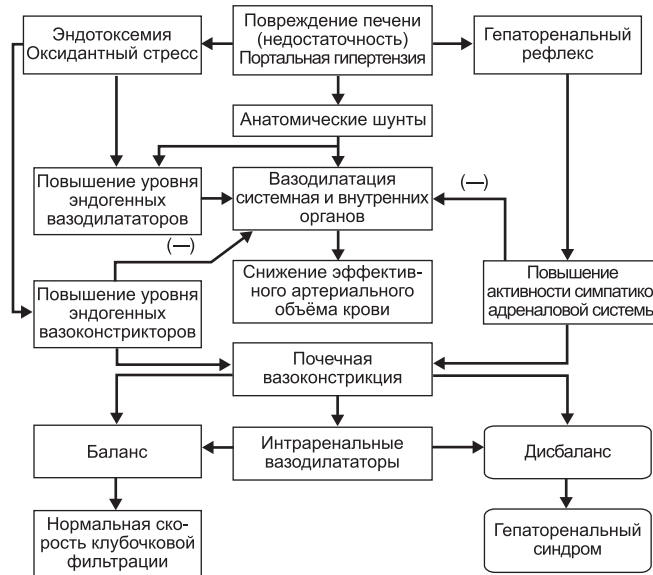 Эндотоксемия
Оксидантный стресс
Повреждение печени
(недостаточность)
Портальная гипертензия
Гепаторенальный
рефлекс
Анатомические шунты
Повышение уровня
эндогенных
вазодилататоров
Вазодилатация
системная и внутренних
органов
(—)
(—)
Повышение уровня
эндогенных
вазоконстрикторов
Снижение эффектив-
ного артериального
объёма крови
Повышение
активности симпатико-
адреналовой системы
Почечная
вазоконстрикция
Баланс
Интраренальные
вазодилататоры
Дисбаланс
Нормальная ско-
рость клубочковой
фильтрации
Гепаторенальный
синдром